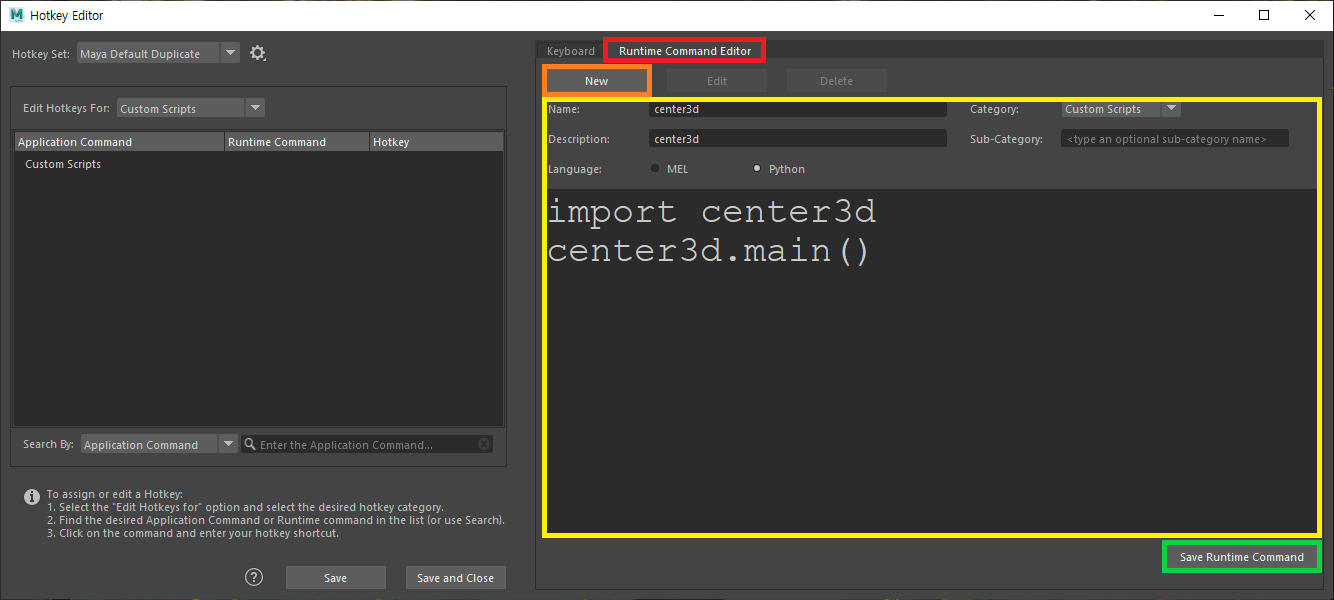 Hotkey Editor
Hotkey Set: Maya Default Duplicate
Edit Hotkeys For: Custom Scripts
Application Command Runtime Command Hotkey
Custom Scripts
Search By: Application Command Enter the Application Command...
To assign or edit a Hotkey:
1. Select the "Edit Hotkeys for" option and select the desired hotkey category.
2. Find the desired Application Command or Runtime command in the list (or use Search).
3. Click on the command and enter your hotkey shortcut.
? Save Save and Close
Keyboard Runtime Command Editor
New Edit Delete
Name: center3d Category: Custom Scripts
Description: center3d Sub-Category: <type an optional sub-category name>
Language: MEL Python
import center3d
center3d.main()
Save Runtime Command